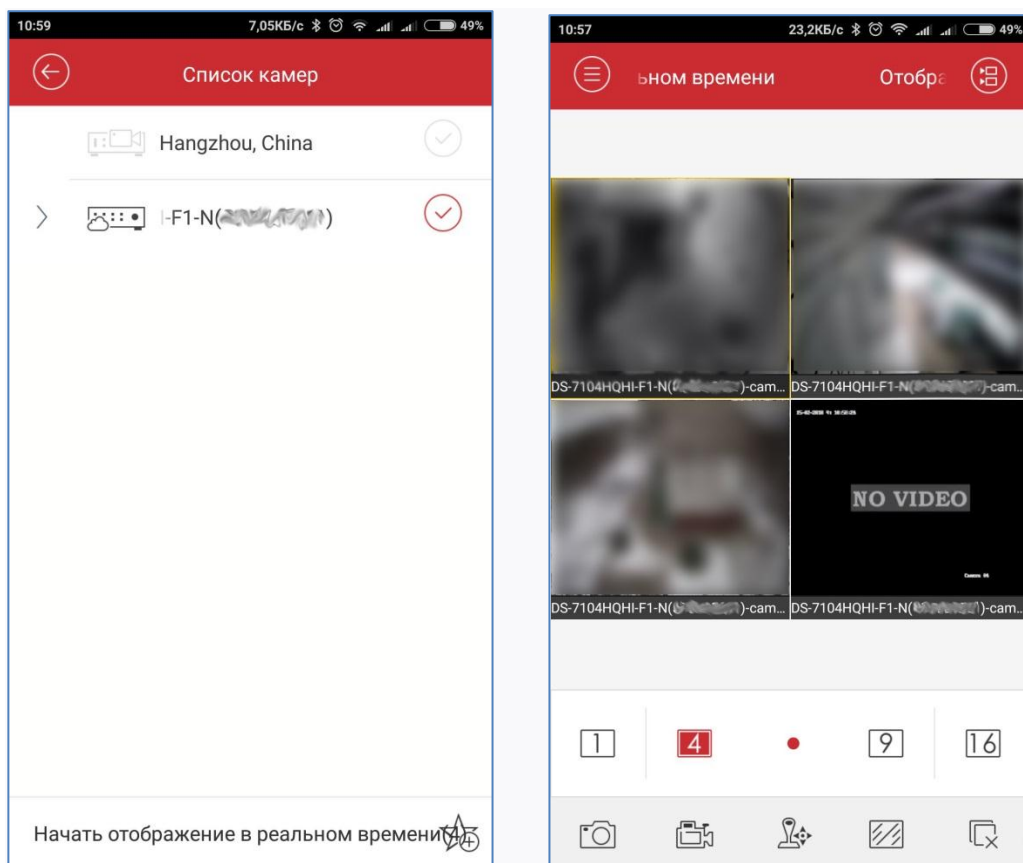 10:59
7,05КБ/с
49%
Список камер
Hangzhou, China
-F1-N( )
Начать отображение в реальном времени(4)
10:57
23,2КБ/с
49%
ьном времени
Отобра
DS-7104HQHI-F1-N( )-cam...
DS-7104HQHI-F1-N( )-cam...
NO VIDEO
DS-7104HQHI-F1-N( )-cam...
DS-7104HQHI-F1-N( )-cam...
1
4
9
16